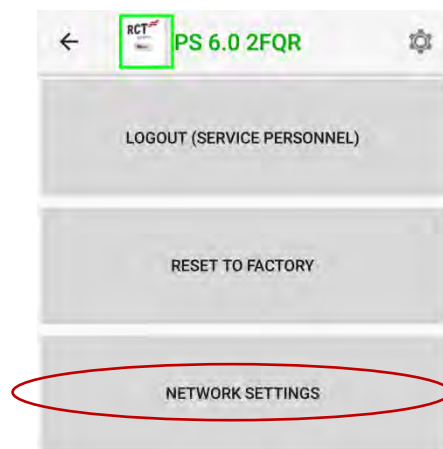 RCT
PS 6.0 2FQR
LOGOUT (SERVICE PERSONNEL)
RESET TO FACTORY
NETWORK SETTINGS